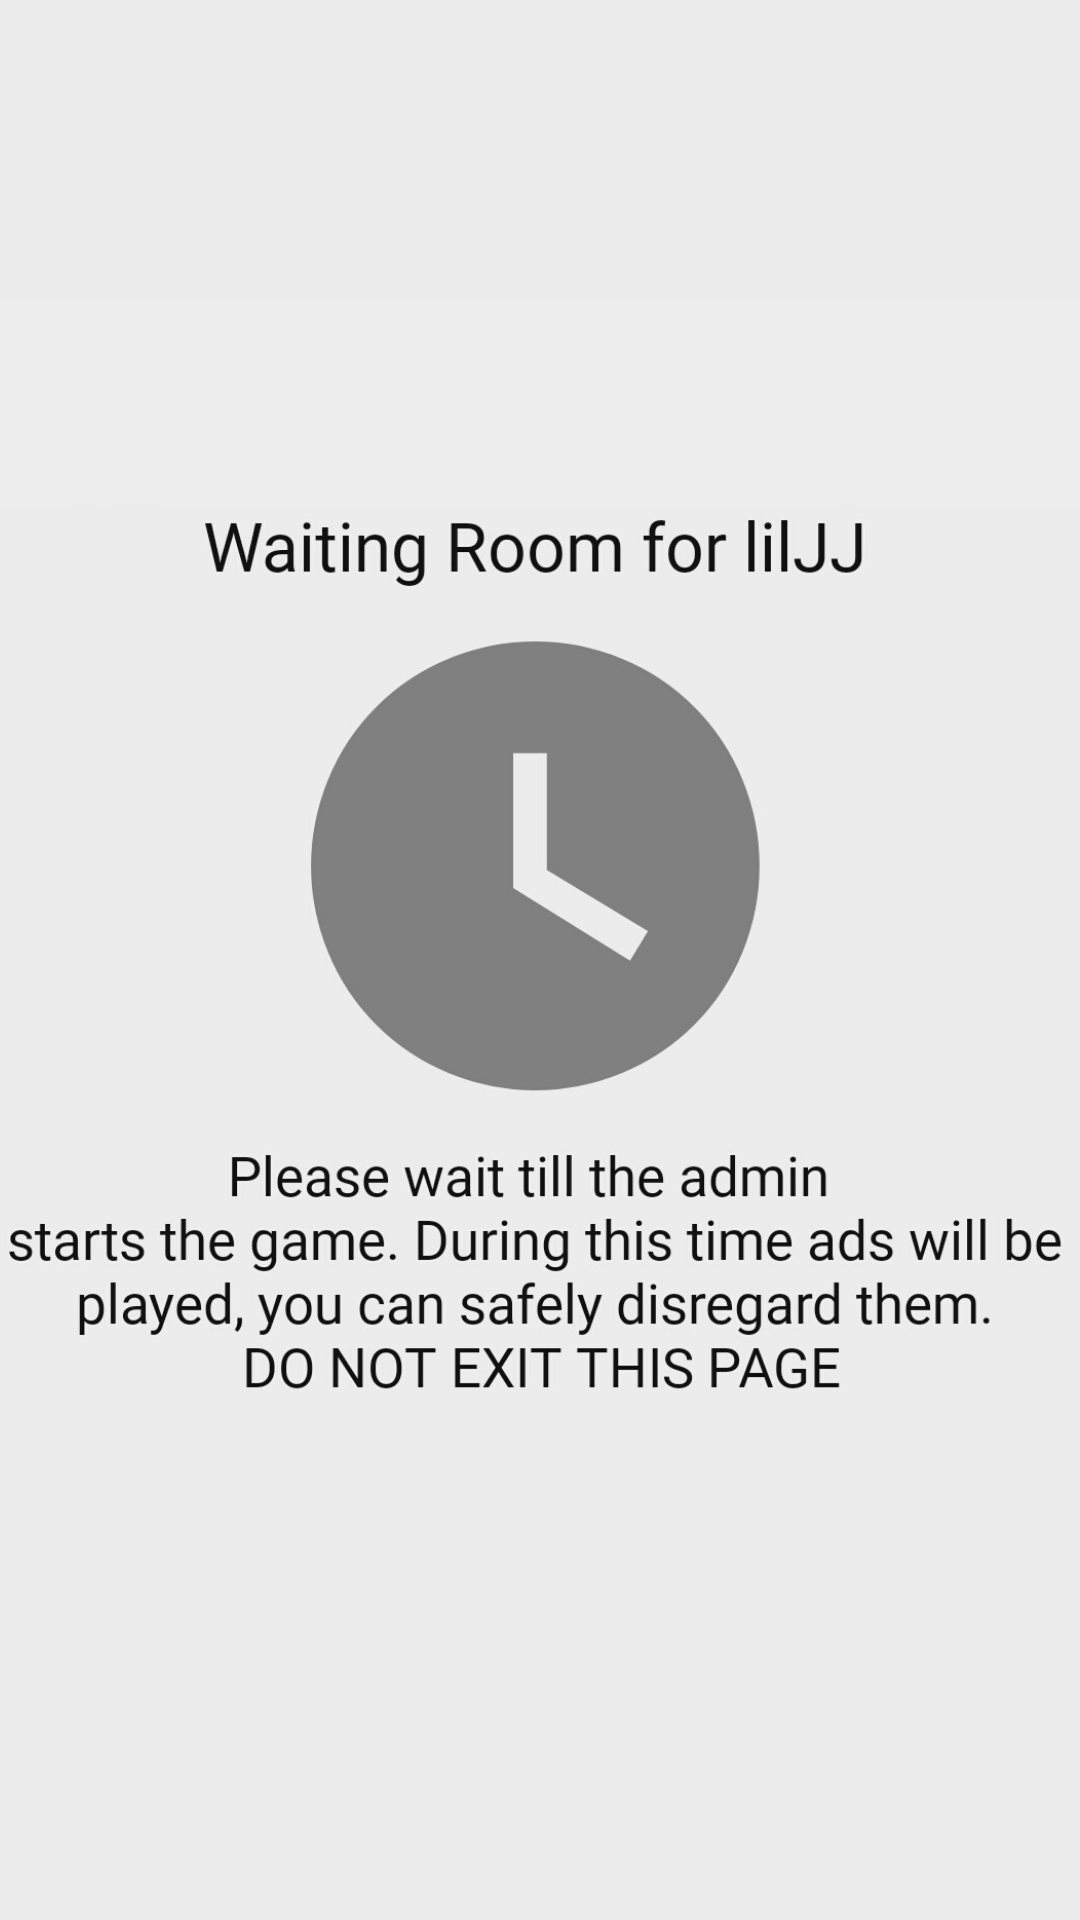 Waiting Room for lilJJ
Please wait till the admin
starts the game. During this time ads will be
played, you can safely disregard them.
DO NOT EXIT THIS PAGE